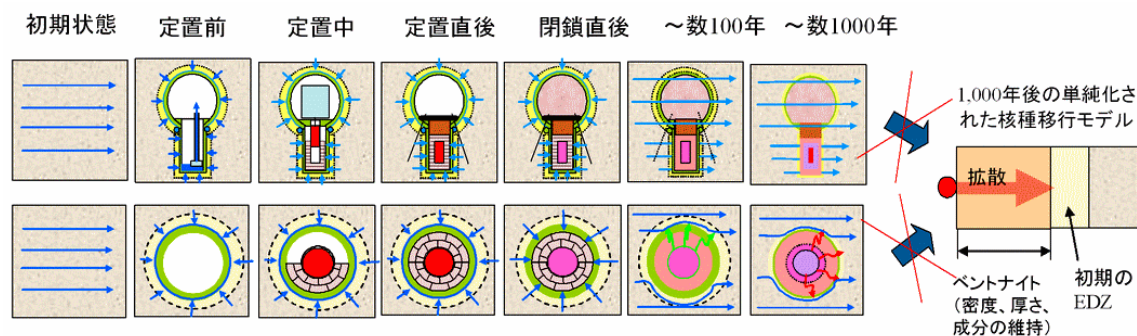 初期状態
定置前
定置中
定置直後
閉鎖直後
～数100年
～数1000年
1,000年後の単純化さ
れた核種移行モデル
拡散
ベントナイト
(密度、厚さ、
成分の維持)
初期の
EDZ